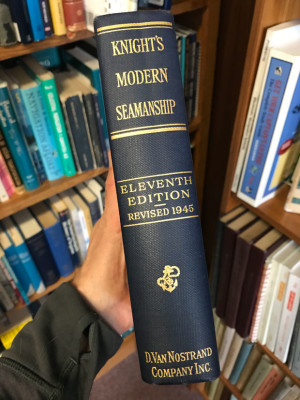 KNIGHT'S
MODERN
SEAMANSHIP
ELEVENTH
EDITION
REVISED 1945
D. VAN NOSTRAND
COMPANY INC.